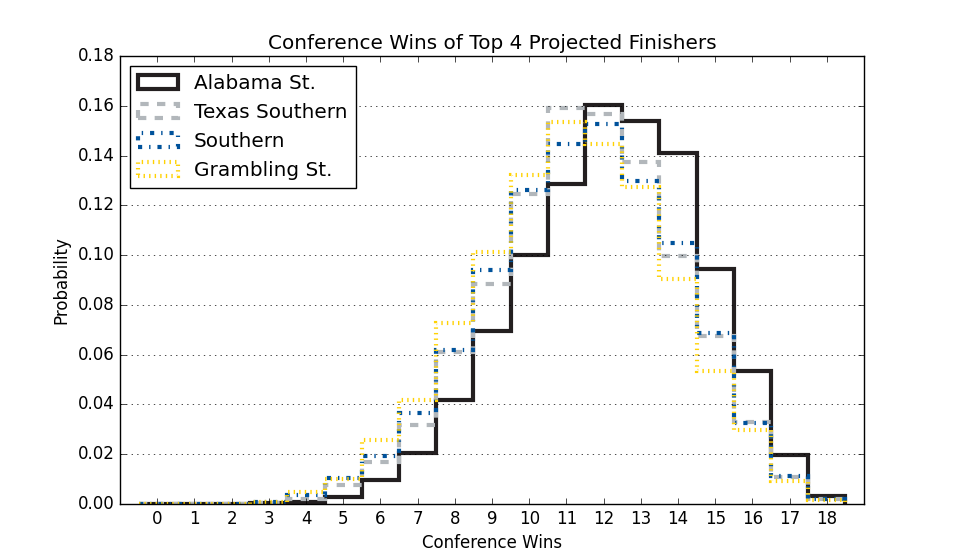 Conference Wins of Top 4 Projected Finishers
0.18
0.16
0.14
0.12
0.10
0.08
0.06
0.04
0.02
0.00
Probability
Alabama St.
Texas Southern
Southern
Grambling St.
0 1 2 3 4 5 6 7 8 9 10 11 12 13 14 15 16 17 18
Conference Wins